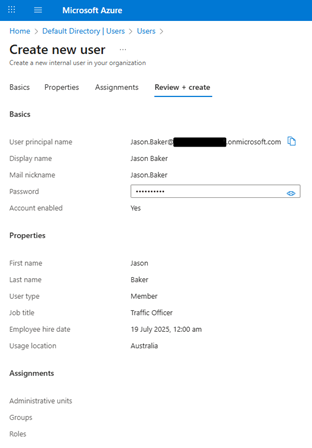 Microsoft Azure
Home > Default Directory | Users > Users >
Create new user ...
Create a new internal user in your organization
Basics Properties Assignments Review + create
Basics
User principal name Jason.Baker@ .onmicrosoft.com
Display name Jason Baker
Mail nickname Jason.Baker
Password ••••••••••
Account enabled Yes
Properties
First name Jason
Last name Baker
User type Member
Job title Traffic Officer
Employee hire date 19 July 2025, 12:00 am
Usage location Australia
Assignments
Administrative units
Groups
Roles